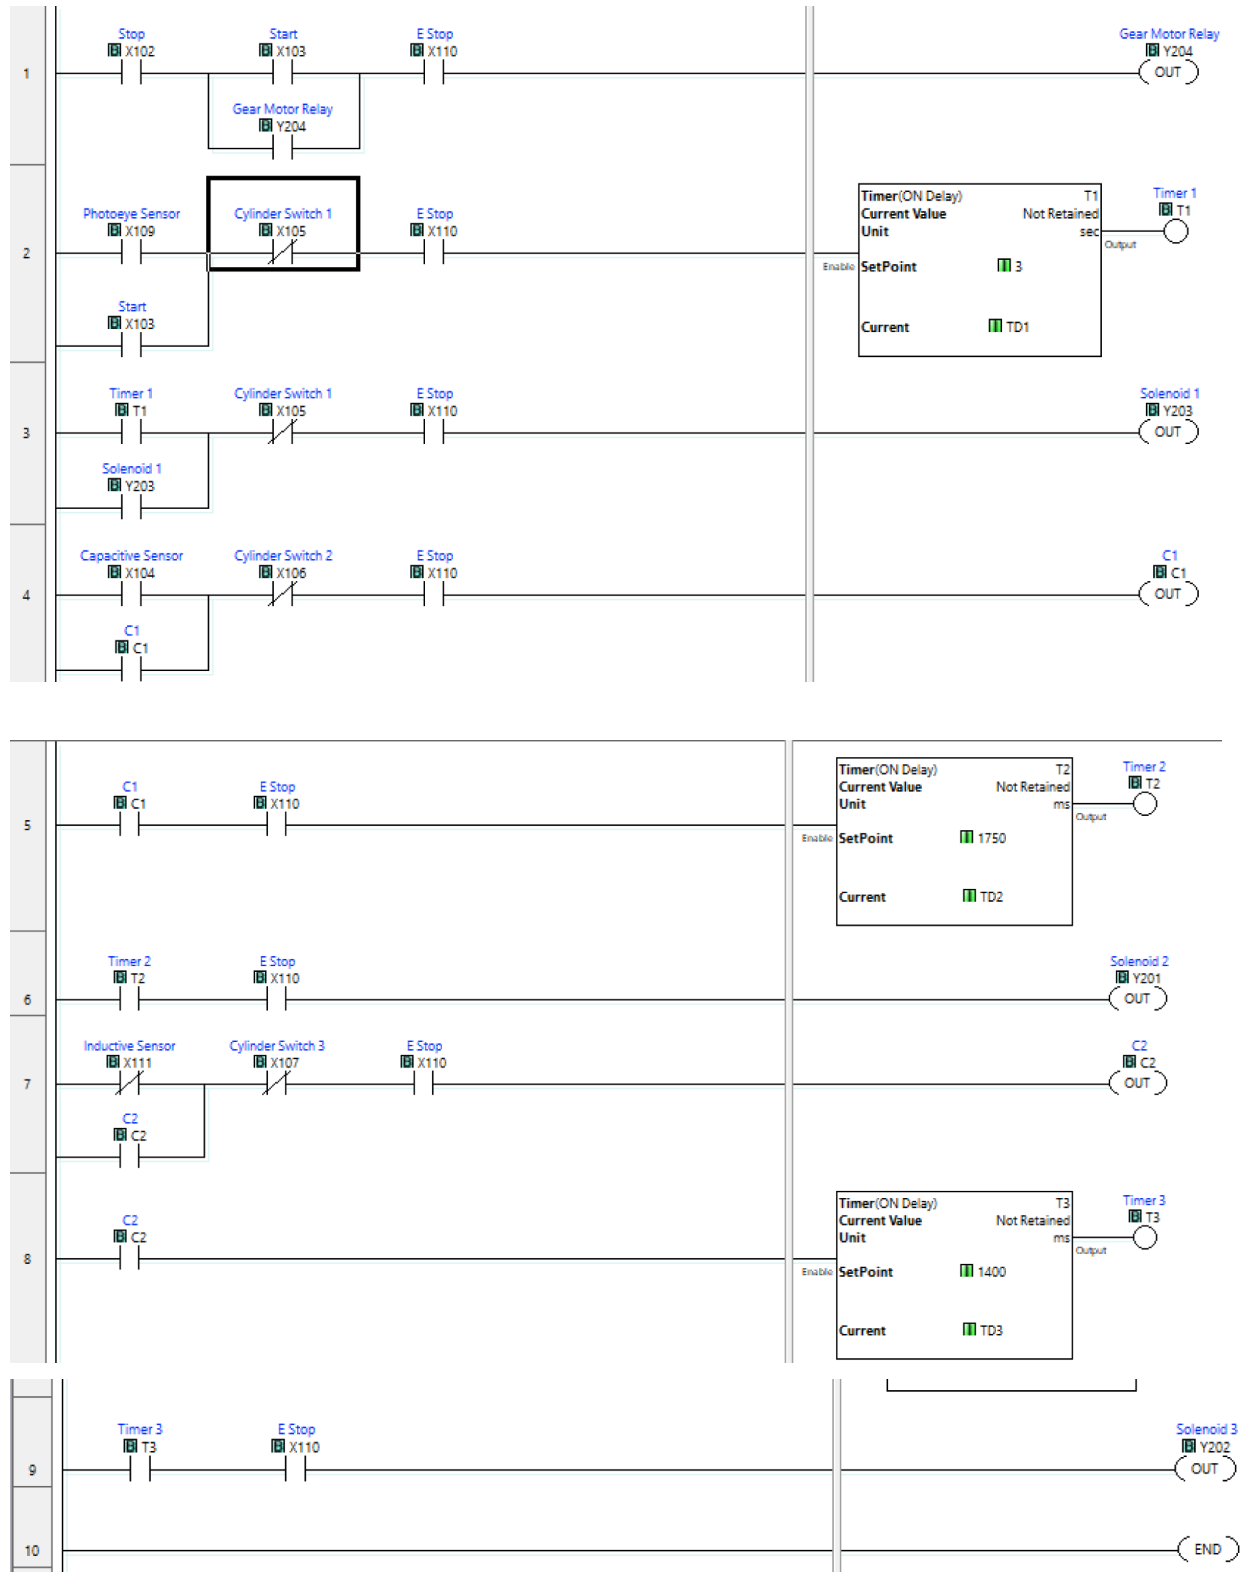 Stop Start E Stop Gear Motor Relay
X102 X103 X110 Y204
1 OUT
Gear Motor Relay
Y204
Timer(ON Delay) T1 Timer 1
Photoeye Sensor Cylinder Switch 1 E Stop Current Value Not Retained T1
X109 X105 X110 Unit sec
2 Output
Enable SetPoint 3
Start
X103 Current TD1
Timer 1 Cylinder Switch 1 E Stop Solenoid 1
T1 X105 X110 Y203
3 OUT
Solenoid 1
Y203
Capacitive Sensor Cylinder Switch 2 E Stop C1
X104 X106 X110 C1
4 OUT
C1
C1
Timer(ON Delay) T2 Timer 2
C1 E Stop Current Value Not Retained T2
C1 X110 Unit ms
Output
5 Enable SetPoint 1750
Current TD2
Timer 2 E Stop Solenoid 2
T2 X110 Y201
6 OUT
Inductive Sensor Cylinder Switch 3 E Stop C2
X111 X107 X110 C2
7 OUT
C2
C2
Timer(ON Delay) T3 Timer 3
C2 Current Value Not Retained T3
C2 Unit ms
Output
8 Enable SetPoint 1400
Current TD3
Timer 3 E Stop Solenoid 3
T3 X110 Y202
9 OUT
10 END